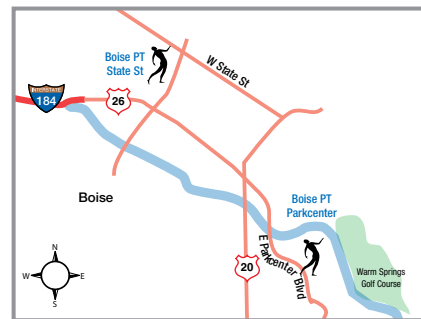 Boise PT
State St
W State St
INTERSTATE
184
26
Boise PT
Parkcenter
Boise
E Parkcenter Blvd
20
Warm Springs
Golf Course
N
W
E
S